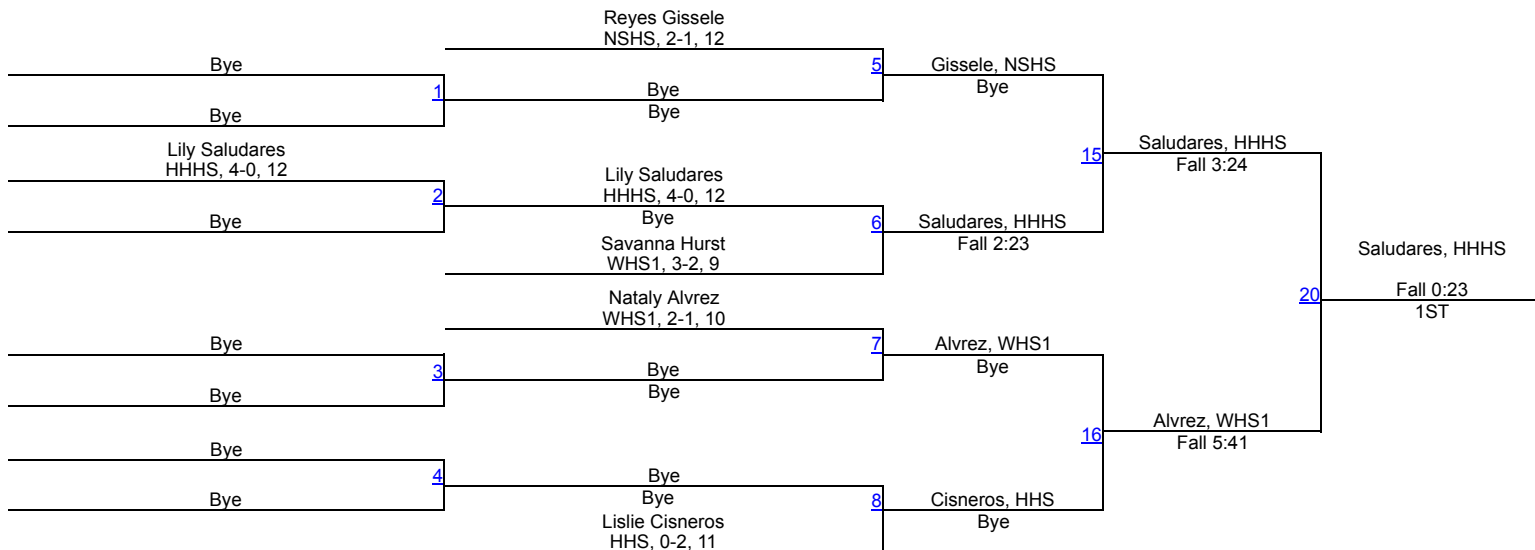 Reyes Gissele
NSHS, 2-1, 12
Bye
5
Gissele, NSHS
Bye
1
Bye
Bye
Bye
Lily Saludares
HHHS, 4-0, 12
15
Saludares, HHHS
Fall 3:24
2
Lily Saludares
HHHS, 4-0, 12
Bye
Bye
6
Saludares, HHHS
Fall 2:23
Savanna Hurst
WHS1, 3-2, 9
Saludares, HHHS
20
Fall 0:23
1ST
Nataly Alvrez
WHS1, 2-1, 10
Bye
7
Alvrez, WHS1
Bye
3
Bye
Bye
Bye
16
Alvrez, WHS1
Fall 5:41
Bye
4
Bye
Bye
Bye
8
Cisneros, HHS
Bye
Lislie Cisneros
HHS, 0-2, 11